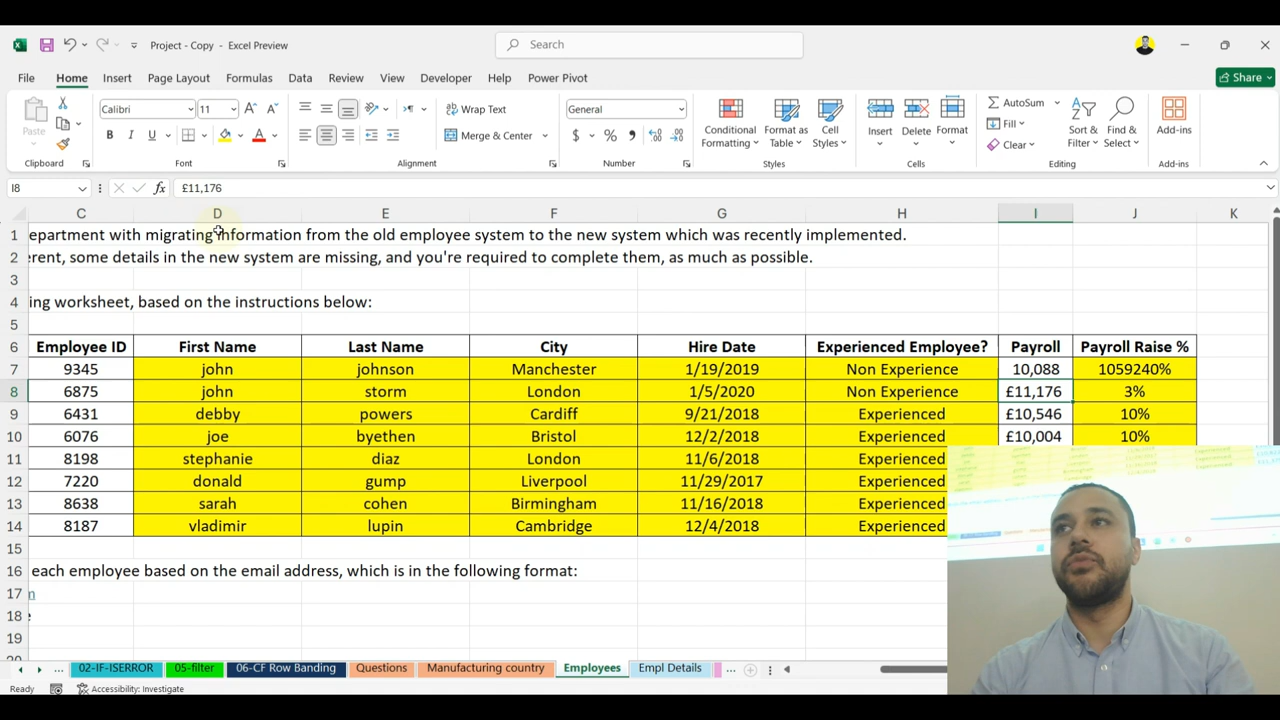 Project - Copy - Excel Preview
Search
File Home Insert Page Layout Formulas Data Review View Developer Help Power Pivot
Share
Paste
Clipboard
Calibri 11
B I U
Font
Wrap Text
Merge & Center
Alignment
General
$ % ,
Number
Conditional Formatting
Format as Table
Cell Styles
Styles
Insert
Delete
Format
Cells
AutoSum
Fill
Clear
Sort & Filter
Find & Select
Editing
Add-ins
Add-ins
I8 fx £11,176
C D E F G H I J K
1 epartment with migrating information from the old employee system to the new system which was recently implemented.
2 rent, some details in the new system are missing, and you're required to complete them, as much as possible.
3
4 ing worksheet, based on the instructions below:
5
6 Employee ID First Name Last Name City Hire Date Experienced Employee? Payroll Payroll Raise %
7 9345 john johnson Manchester 1/19/2019 Non Experience 10,088 1059240%
8 6875 john storm London 1/5/2020 Non Experience £11,176 3%
9 6431 debby powers Cardiff 9/21/2018 Experienced £10,546 10%
10 6076 joe byethen Bristol 12/2/2018 Experienced £10,004 10%
11 8198 stephanie diaz London 11/6/2018 Experienced
12 7220 donald gump Liverpool 11/29/2017 Experienced
13 8638 sarah cohen Birmingham 11/16/2018 Experienced
14 8187 vladimir lupin Cambridge 12/4/2018 Experienced
15
16 each employee based on the email address, which is in the following format:
17 m
18
19
... 02-IF-ISERROR 05-filter 06-CF Row Banding Questions Manufacturing country Employees Empl Details ...
Ready Accessibility: Investigate